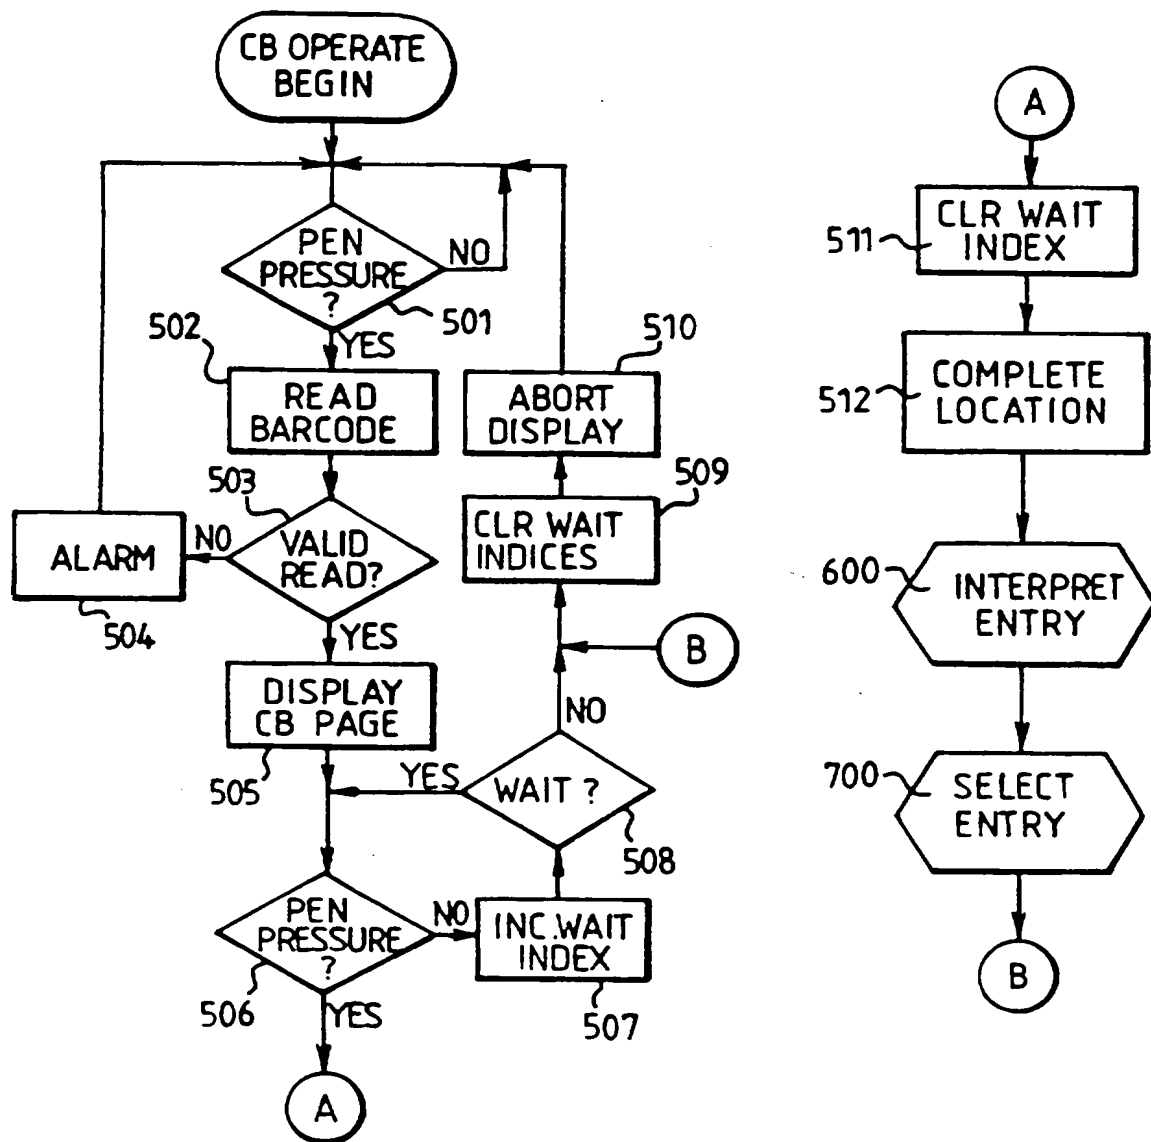 CB OPERATE
BEGIN
PEN
PRESSURE
?
NO
501
YES
502
READ
BARCODE
503
VALID
READ?
NO
ALARM
504
YES
DISPLAY
CB PAGE
505
PEN
PRESSURE
?
506
NO
YES
A
INC.WAIT
INDEX
507
WAIT ?
508
YES
NO
B
CLR WAIT
INDICES
509
ABORT
DISPLAY
510
A
CLR WAIT
INDEX
511
COMPLETE
LOCATION
512
600
INTERPRET
ENTRY
700
SELECT
ENTRY
B